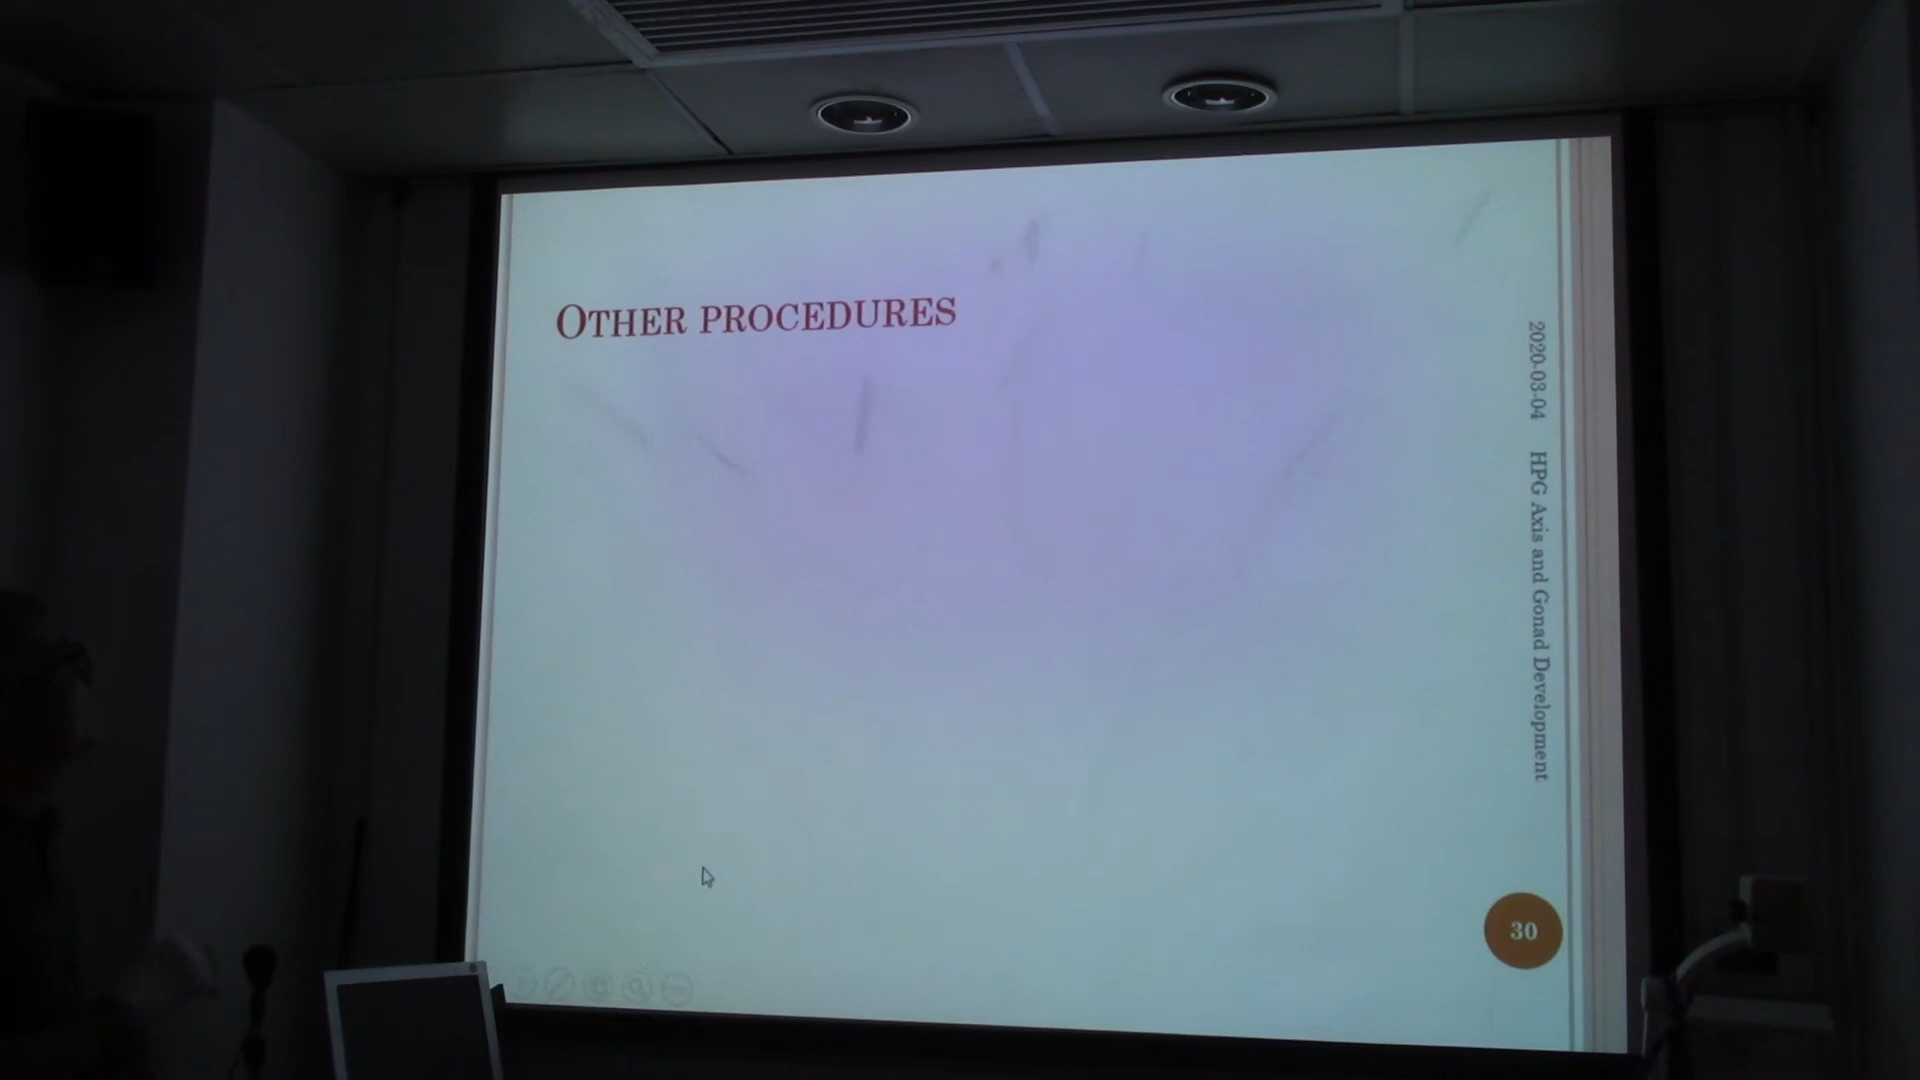 OTHER PROCEDURES
2020-03-04 HPG Axis and Gonad Development
30